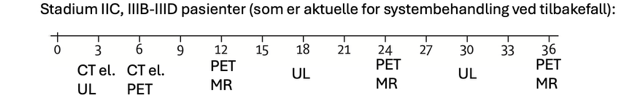 Stadium IIC, IIIB-IIID pasienter (som er aktuelle for systembehandling ved tilbakefall):
0 3 6 9 12 15 18 21 24 27 30 33 36
CT el. CT el. PET UL PET UL PET
UL PET MR MR MR